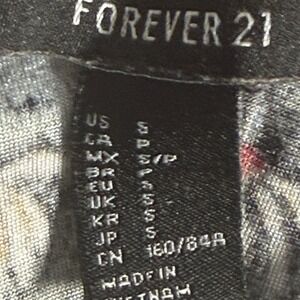 FOREVER 21
US S
CA P
MX S/P
BR P
EU S
UK S
KR S
JP S
CN 160/84A
MADE IN
VIETNAM